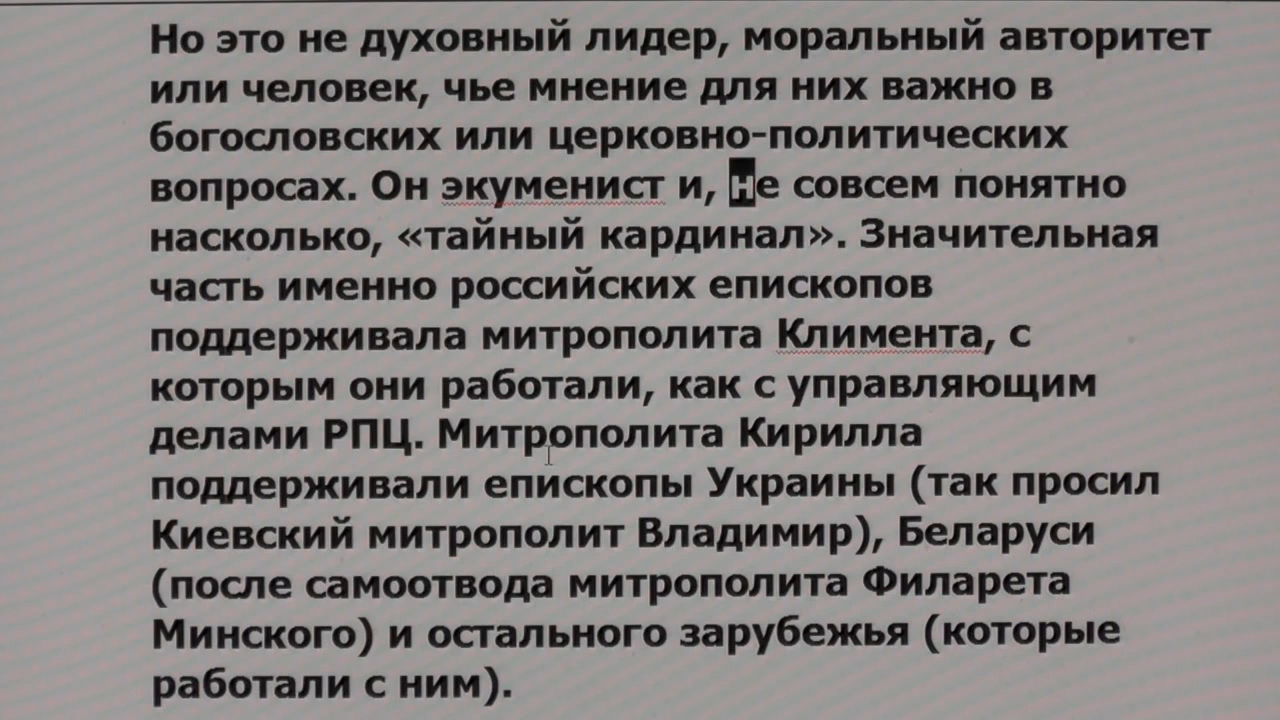 Но это не духовный лидер, моральный авторитет
или человек, чье мнение для них важно в
богословских или церковно-политических
вопросах. Он экуменист и, не совсем понятно
насколько, «тайный кардинал». Значительная
часть именно российских епископов
поддерживала митрополита Климента, с
которым они работали, как с управляющим
делами РПЦ. Митрополита Кирилла
поддерживали епископы Украины (так просил
Киевский митрополит Владимир), Беларуси
(после самоотвода митрополита Филарета
Минского) и остального зарубежья (которые
работали с ним).